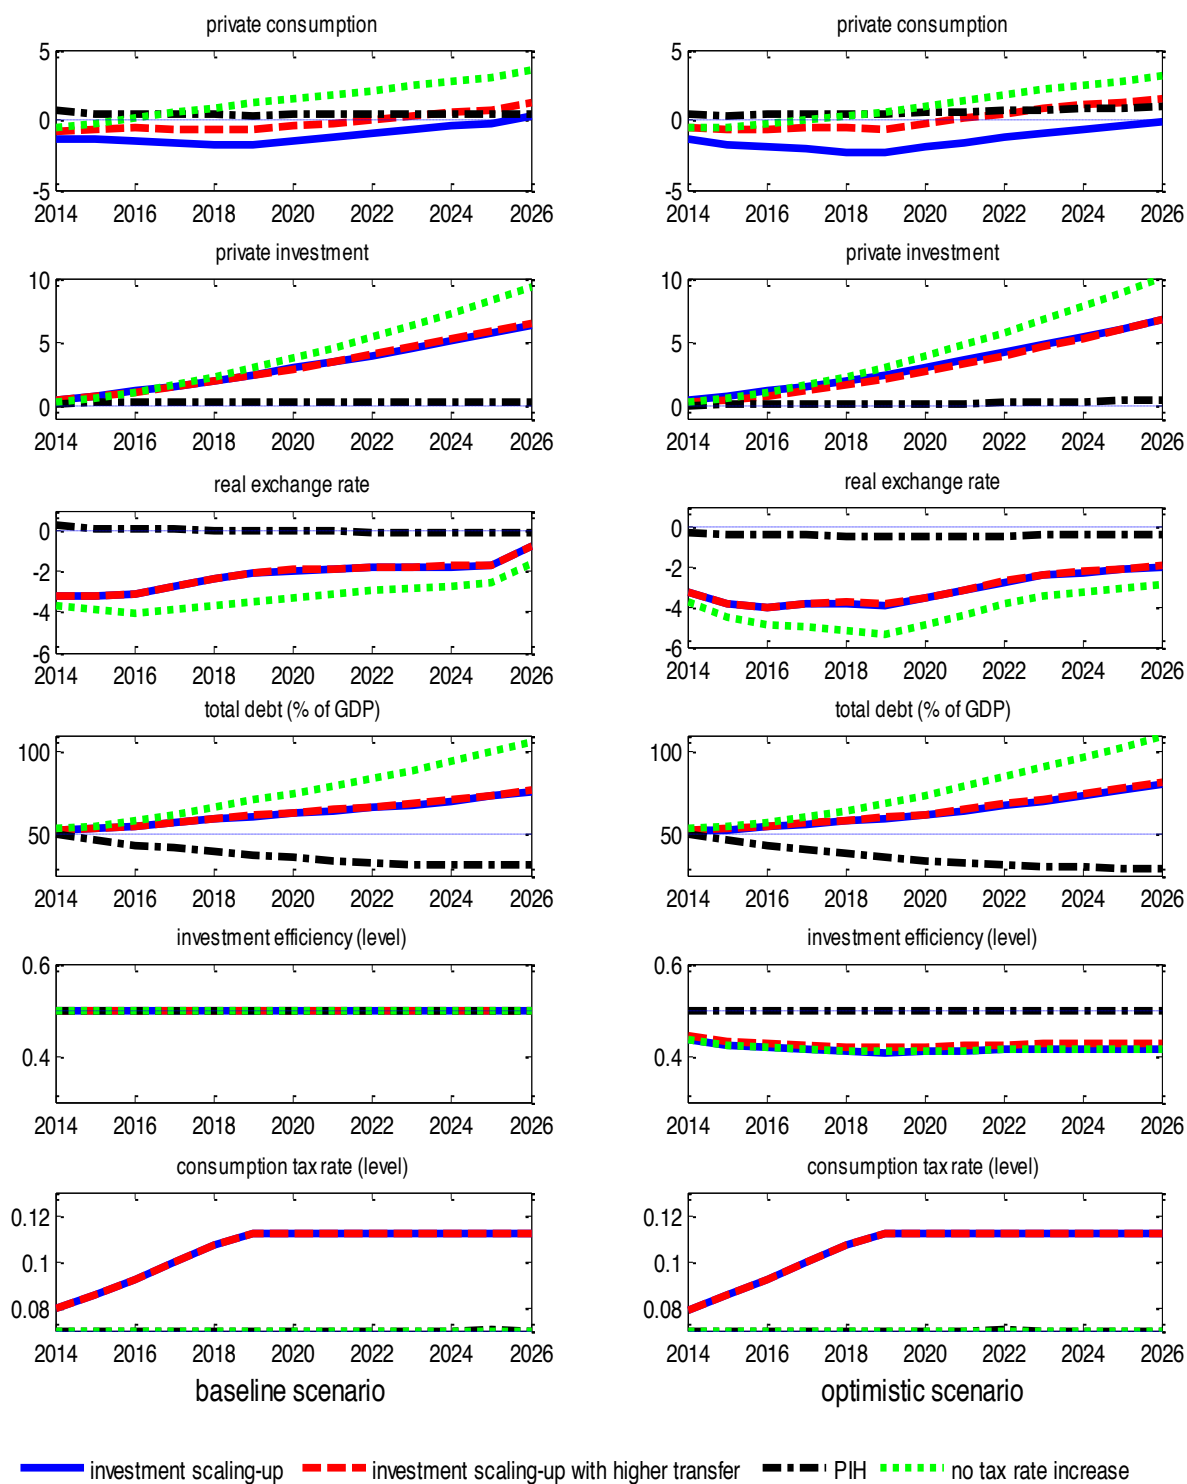 private consumption
private consumption
5
0
-5
2014 2016 2018 2020 2022 2024 2026
5
0
-5
2014 2016 2018 2020 2022 2024 2026
private investment
private investment
10
5
0
2014 2016 2018 2020 2022 2024 2026
10
5
0
2014 2016 2018 2020 2022 2024 2026
real exchange rate
real exchange rate
0
-2
-4
-6
2014 2016 2018 2020 2022 2024 2026
0
-2
-4
-6
2014 2016 2018 2020 2022 2024 2026
total debt (% of GDP)
total debt (% of GDP)
100
50
2014 2016 2018 2020 2022 2024 2026
100
50
2014 2016 2018 2020 2022 2024 2026
investment efficiency (level)
investment efficiency (level)
0.6
0.4
2014 2016 2018 2020 2022 2024 2026
0.6
0.4
2014 2016 2018 2020 2022 2024 2026
consumption tax rate (level)
consumption tax rate (level)
0.12
0.1
0.08
2014 2016 2018 2020 2022 2024 2026
0.12
0.1
0.08
2014 2016 2018 2020 2022 2024 2026
baseline scenario
optimistic scenario
investment scaling-up investment scaling-up with higher transfer PIH no tax rate increase